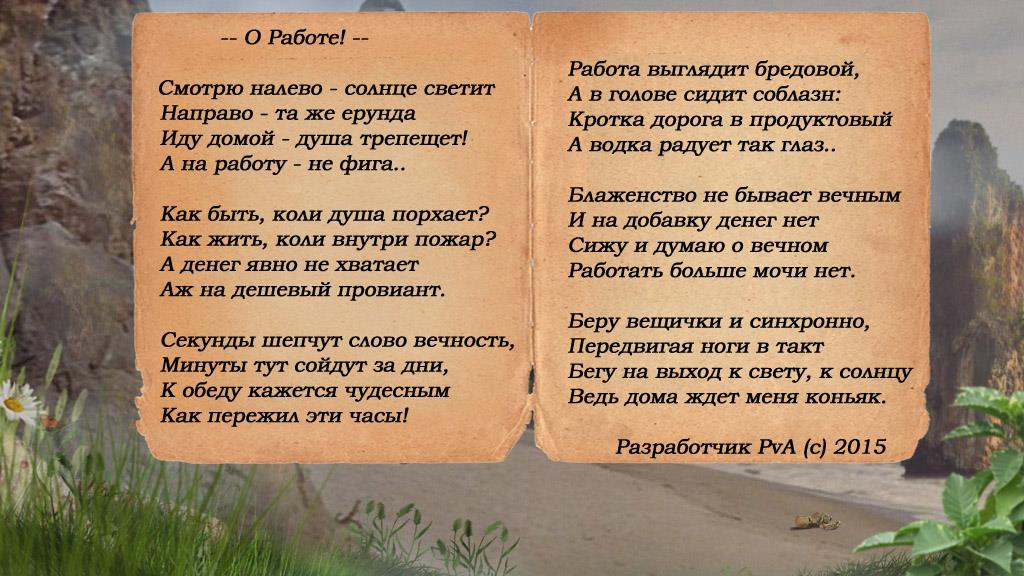 -- О Работе! --
Смотрю налево - солнце светит
Направо - та же ерунда
Иду домой - душа трепещет!
А на работу - не фига..
Как быть, коли душа порхает?
Как жить, коли внутри пожар?
А денег явно не хватает
Аж на дешевый провиант.
Секунды шепчут слово вечность,
Минуты тут сойдут за дни,
К обеду кажется чудесным
Как пережил эти часы!
Работа выглядит бредовой,
А в голове сидит соблазн:
Кротка дорога в продуктовый
А водка радует так глаз..
Блаженство не бывает вечным
И на добавку денег нет
Сижу и думаю о вечном
Работать больше мочи нет.
Беру вещички и синхронно,
Передвигая ноги в такт
Бегу на выход к свету, к солнцу
Ведь дома ждет меня коньяк.
Разработчик PvA (c) 2015